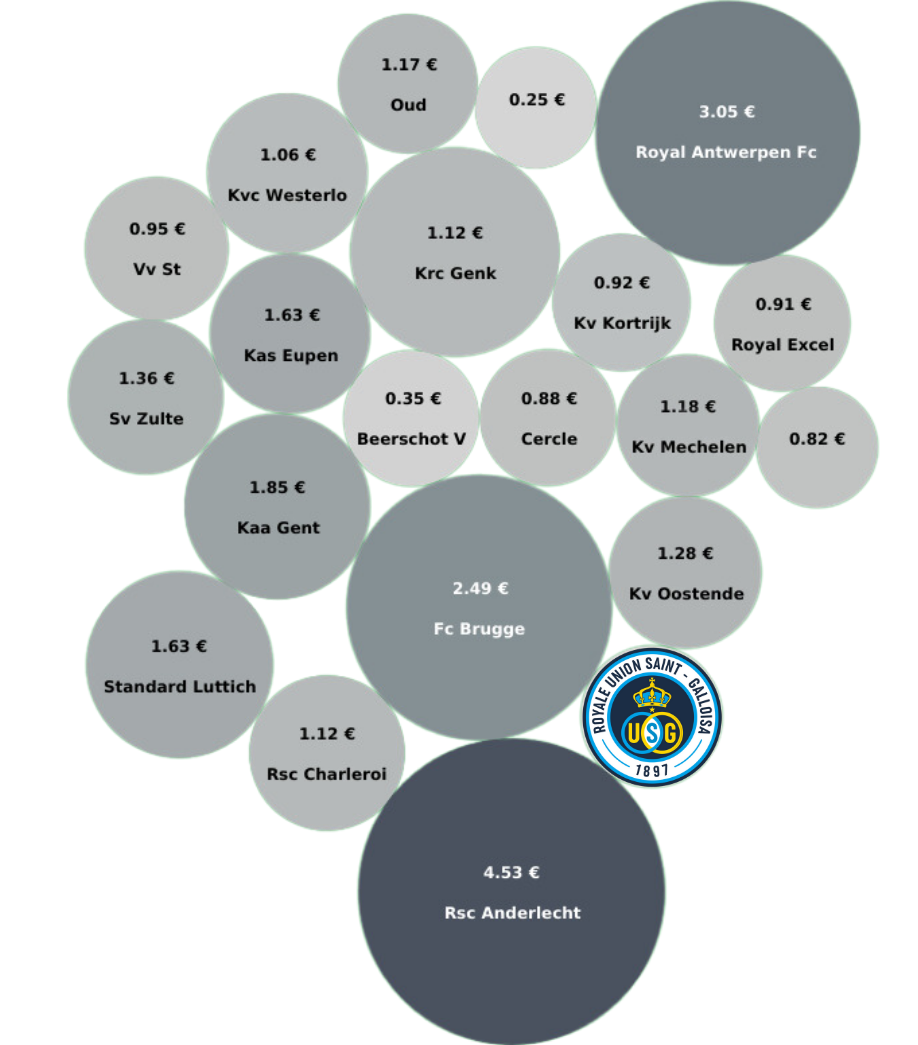 1.17 €
Oud
0.25 €
3.05 €
Royal Antwerpen Fc
1.06 €
Kvc Westerlo
0.95 €
Vv St
1.12 €
Krc Genk
0.92 €
Kv Kortrijk
0.91 €
Royal Excel
1.63 €
Kas Eupen
1.36 €
Sv Zulte
0.35 €
Beerschot V
0.88 €
Cercle
1.18 €
Kv Mechelen
0.82 €
1.85 €
Kaa Gent
2.49 €
Fc Brugge
1.28 €
Kv Oostende
1.63 €
Standard Luttich
1.12 €
Rsc Charleroi
ROYALE UNION SAINT - GALLOISA
USG
1897
4.53 €
Rsc Anderlecht